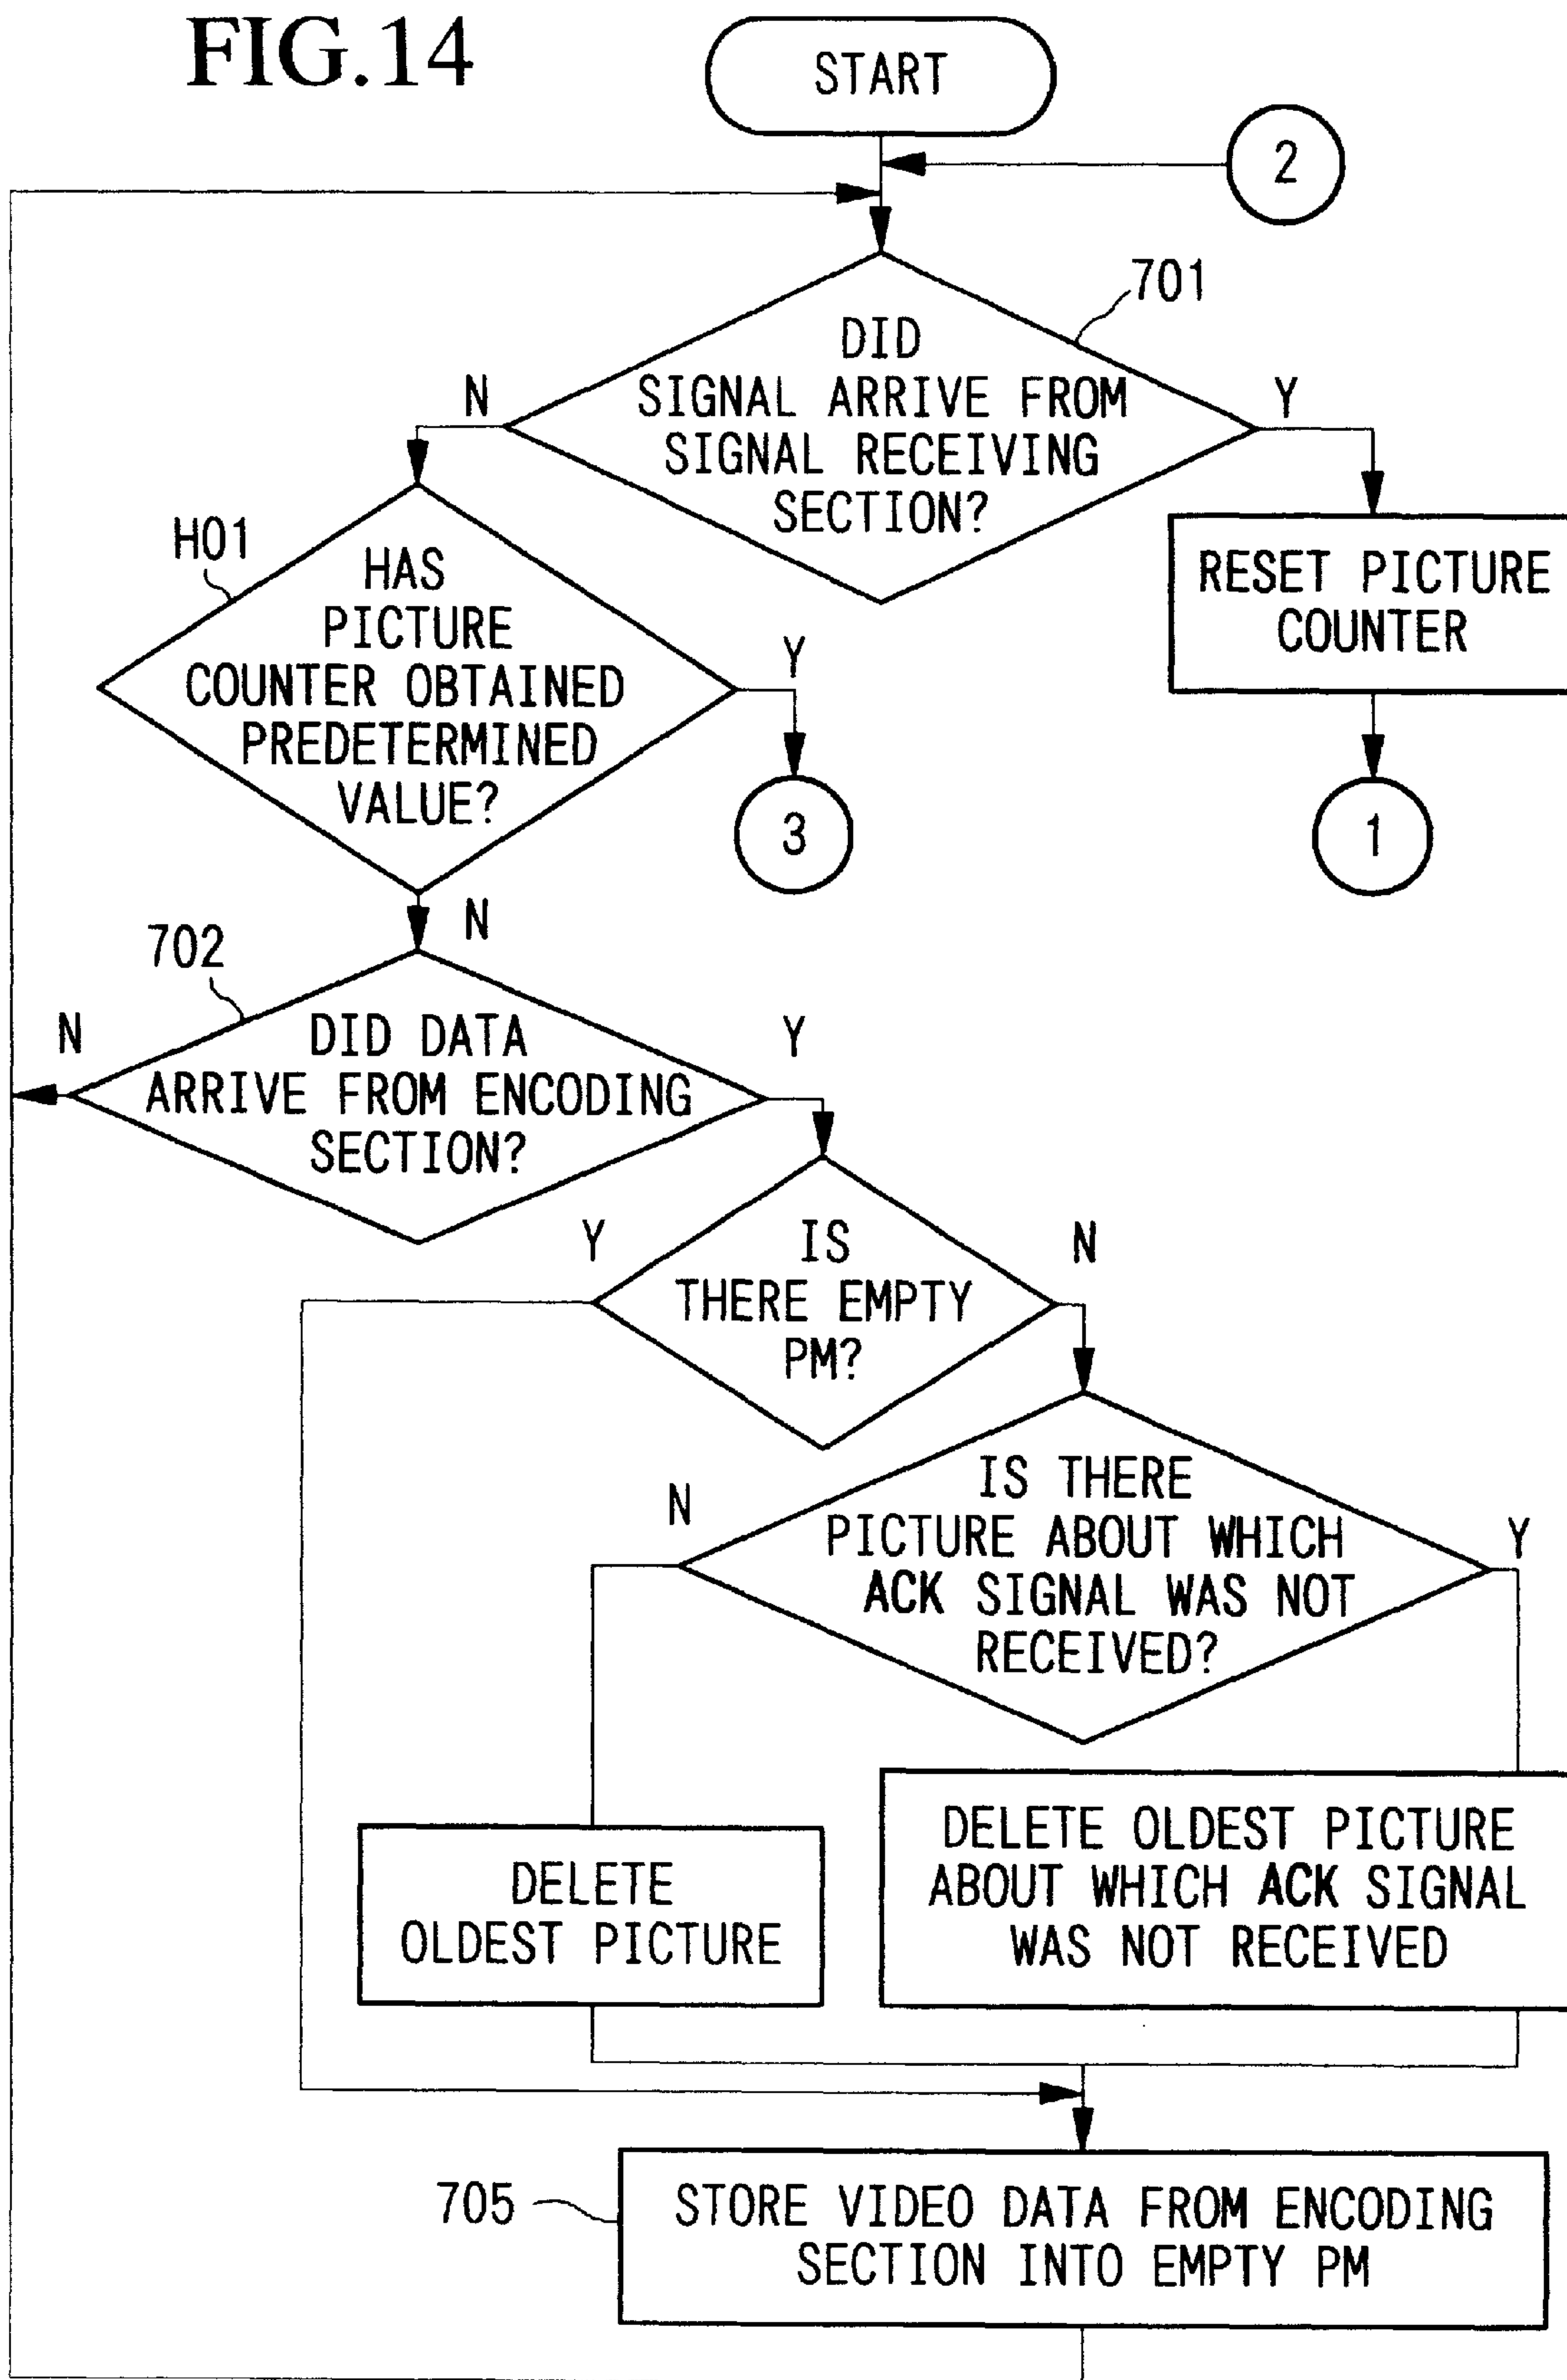 FIG.14
START
2
701
DID
SIGNAL ARRIVE FROM
SIGNAL RECEIVING
SECTION?
N
Y
H01
HAS
PICTURE
COUNTER OBTAINED
PREDETERMINED
VALUE?
Y
RESET PICTURE
COUNTER
3
1
N
702
N
DID DATA
ARRIVE FROM ENCODING
SECTION?
Y
Y
IS
THERE EMPTY
PM?
N
N
IS THERE
PICTURE ABOUT WHICH
ACK SIGNAL WAS NOT
RECEIVED?
Y
DELETE
OLDEST PICTURE
DELETE OLDEST PICTURE
ABOUT WHICH ACK SIGNAL
WAS NOT RECEIVED
705
STORE VIDEO DATA FROM ENCODING
SECTION INTO EMPTY PM